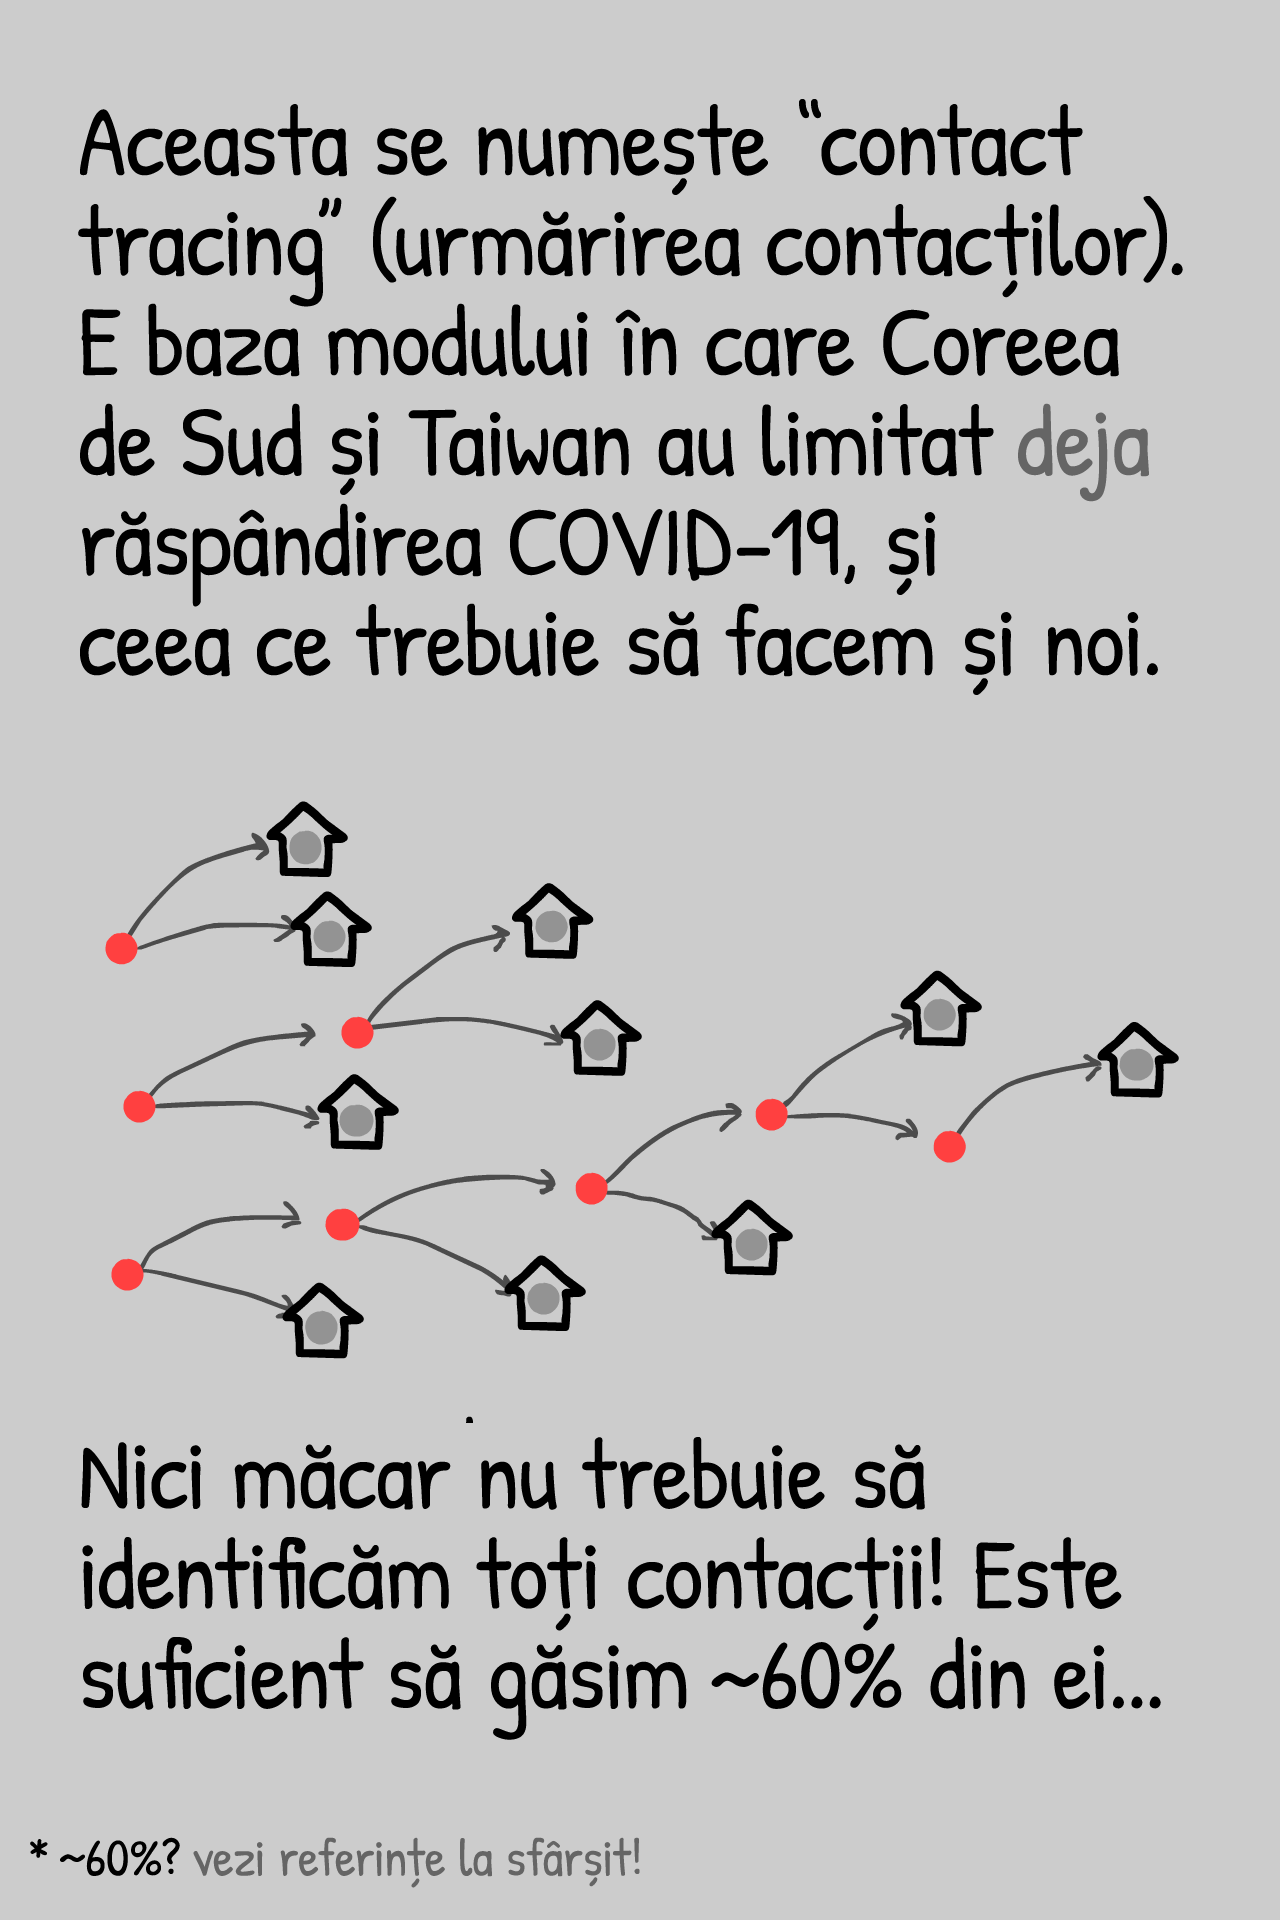 Aceasta se numește “contact
tracing” (urmărirea contacților).
E baza modului în care Coreea
de Sud și Taiwan au limitat deja
răspândirea COVID-19, și
ceea ce trebuie să facem și noi.
Nici măcar nu trebuie să
identificăm toți contacții! Este
suficient să găsim ~60% din ei...
* ~60%? vezi referințe la sfârșit!